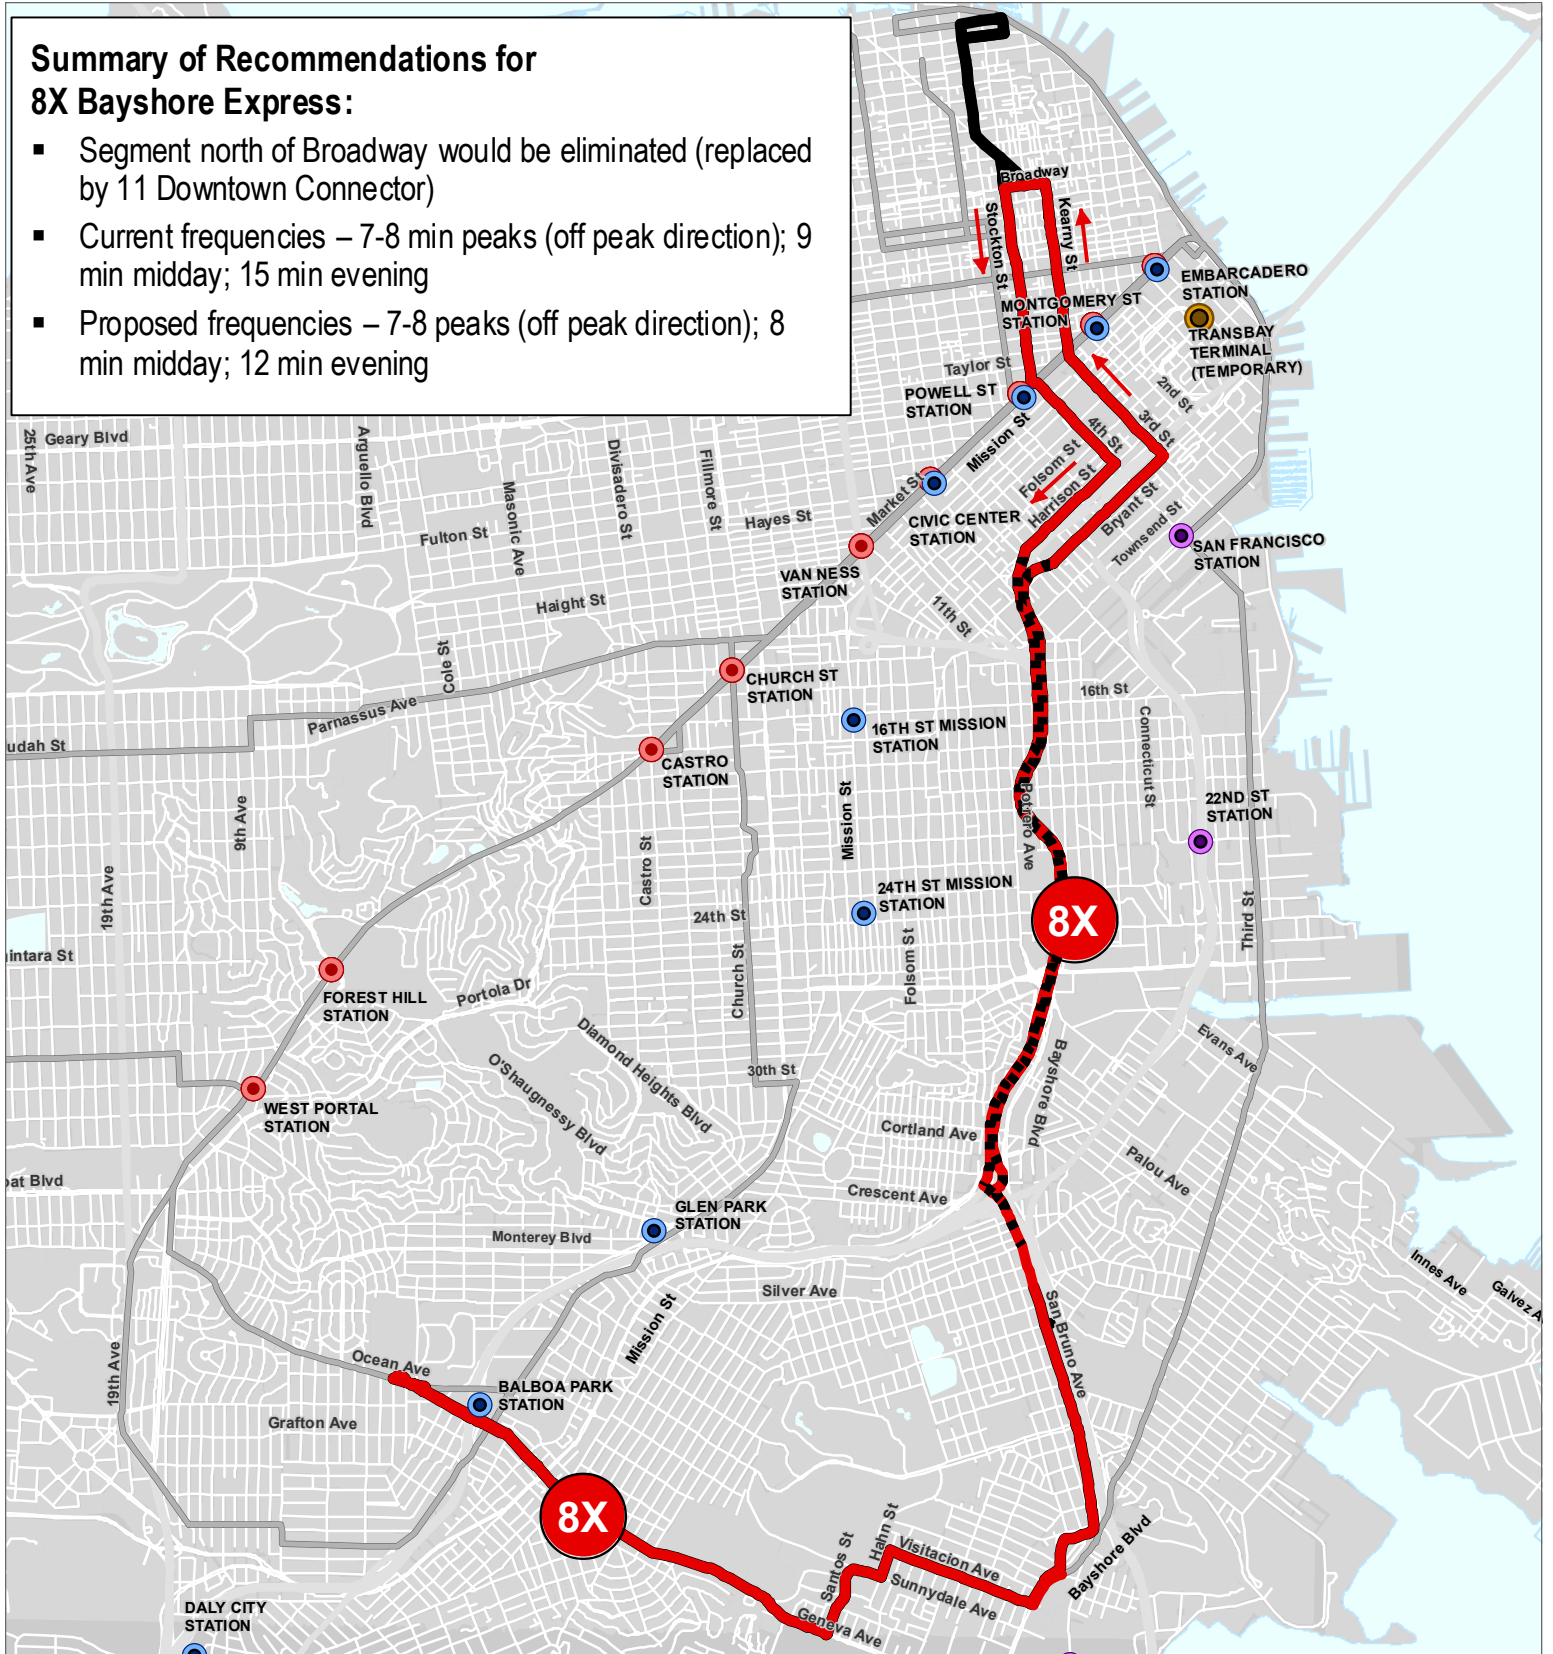 Summary of Recommendations for
8X Bayshore Express:
▪ Segment north of Broadway would be eliminated (replaced
by 11 Downtown Connector)
▪ Current frequencies – 7-8 min peaks (off peak direction); 9
min midday; 15 min evening
▪ Proposed frequencies – 7-8 peaks (off peak direction); 8
min midday; 12 min evening
Broadway
Stockton St
Kearny St
EMBARCADERO
STATION
MONTGOMERY ST
STATION
TRANSBAY
TERMINAL
(TEMPORARY)
Taylor St
POWELL ST
STATION
2nd St
3rd St
4th St
Mission St
Folsom St
Harrison St
Bryant St
Townsend St
25th Ave
Geary Blvd
Arguello Blvd
Masonic Ave
Divisadero St
Fillmore St
Hayes St
Fulton St
Market St
CIVIC CENTER
STATION
SAN FRANCISCO
STATION
VAN NESS
STATION
Haight St
11th St
Cole St
CHURCH ST
STATION
16th St
Parnassus Ave
udah St
16TH ST MISSION
STATION
Connecticut St
CASTRO
STATION
Mission St
Potrero Ave
22ND ST
STATION
9th Ave
19th Ave
Castro St
24TH ST MISSION
STATION
24th St
8X
Third St
Church St
Folsom St
intara St
FOREST HILL
STATION
Portola Dr
Diamond Heights Blvd
O'Shaugnessy Blvd
30th St
Evans Ave
Bayshore Blvd
WEST PORTAL
STATION
Cortland Ave
Palou Ave
oat Blvd
Crescent Ave
GLEN PARK
STATION
Monterey Blvd
Silver Ave
Innes Ave
Galvez A
Mission St
San Bruno Ave
19th Ave
Ocean Ave
BALBOA PARK
STATION
Grafton Ave
8X
Santos St
Hahn St
Visitacion Ave
Sunnydale Ave
Bayshore Blvd
Geneva Ave
DALY CITY
STATION